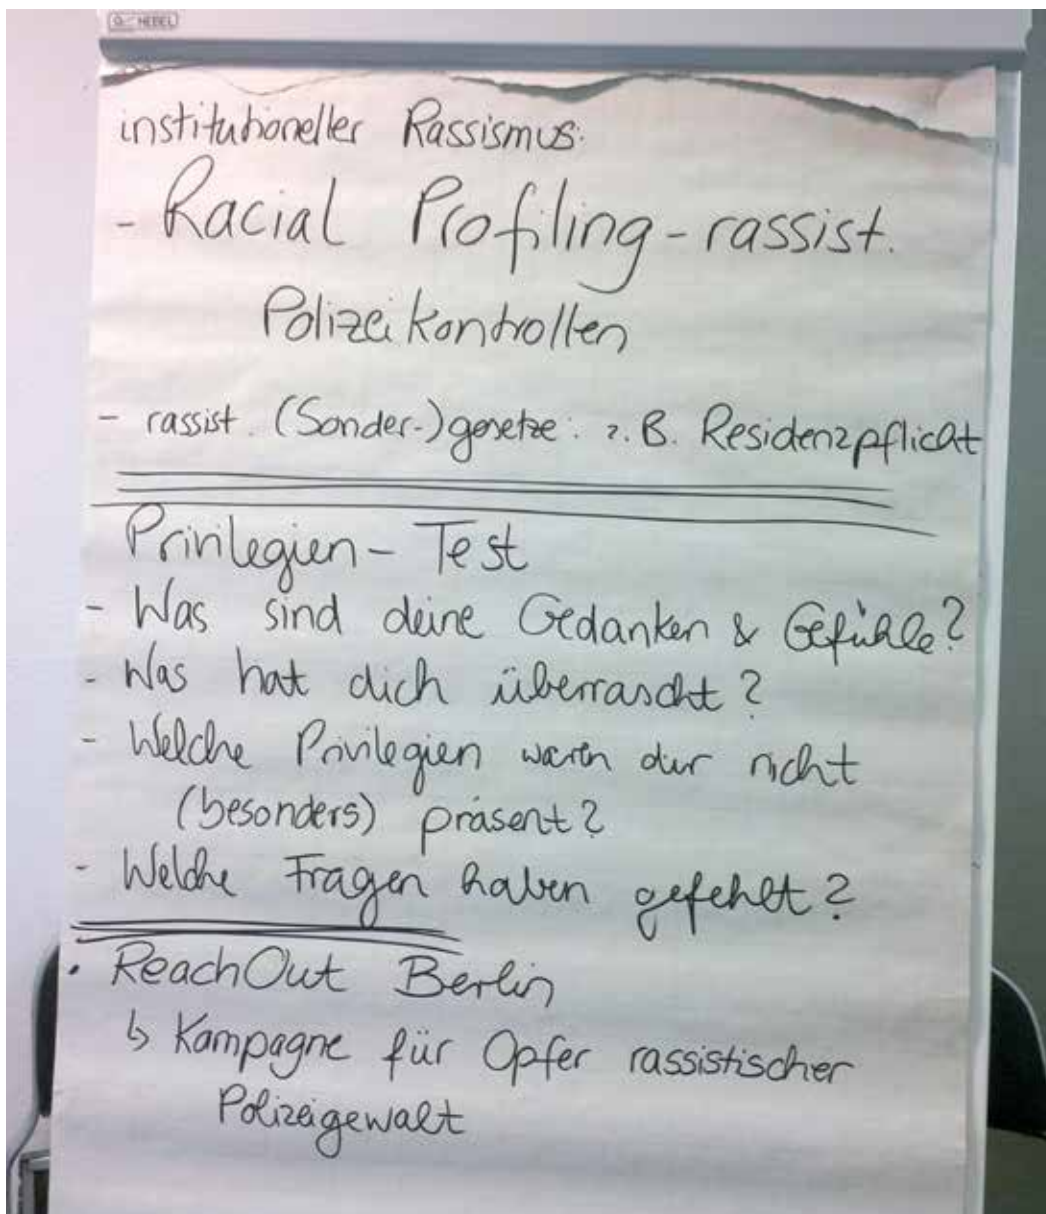 HEBEL
institutioneller Rassismus:
- Racial Profiling - rassist.
Polizeikontrollen
- rassist. (Sonder-)gesetze: z. B. Residenzpflicht
Privilegien - Test
- Was sind deine Gedanken & Gefühle?
- Was hat dich überrascht?
- Welche Privilegien waren dir nicht
(besonders) präsent?
- Welche Fragen haben gefehlt?
• ReachOut Berlin
↳ Kampagne für Opfer rassistischer
Polizeigewalt